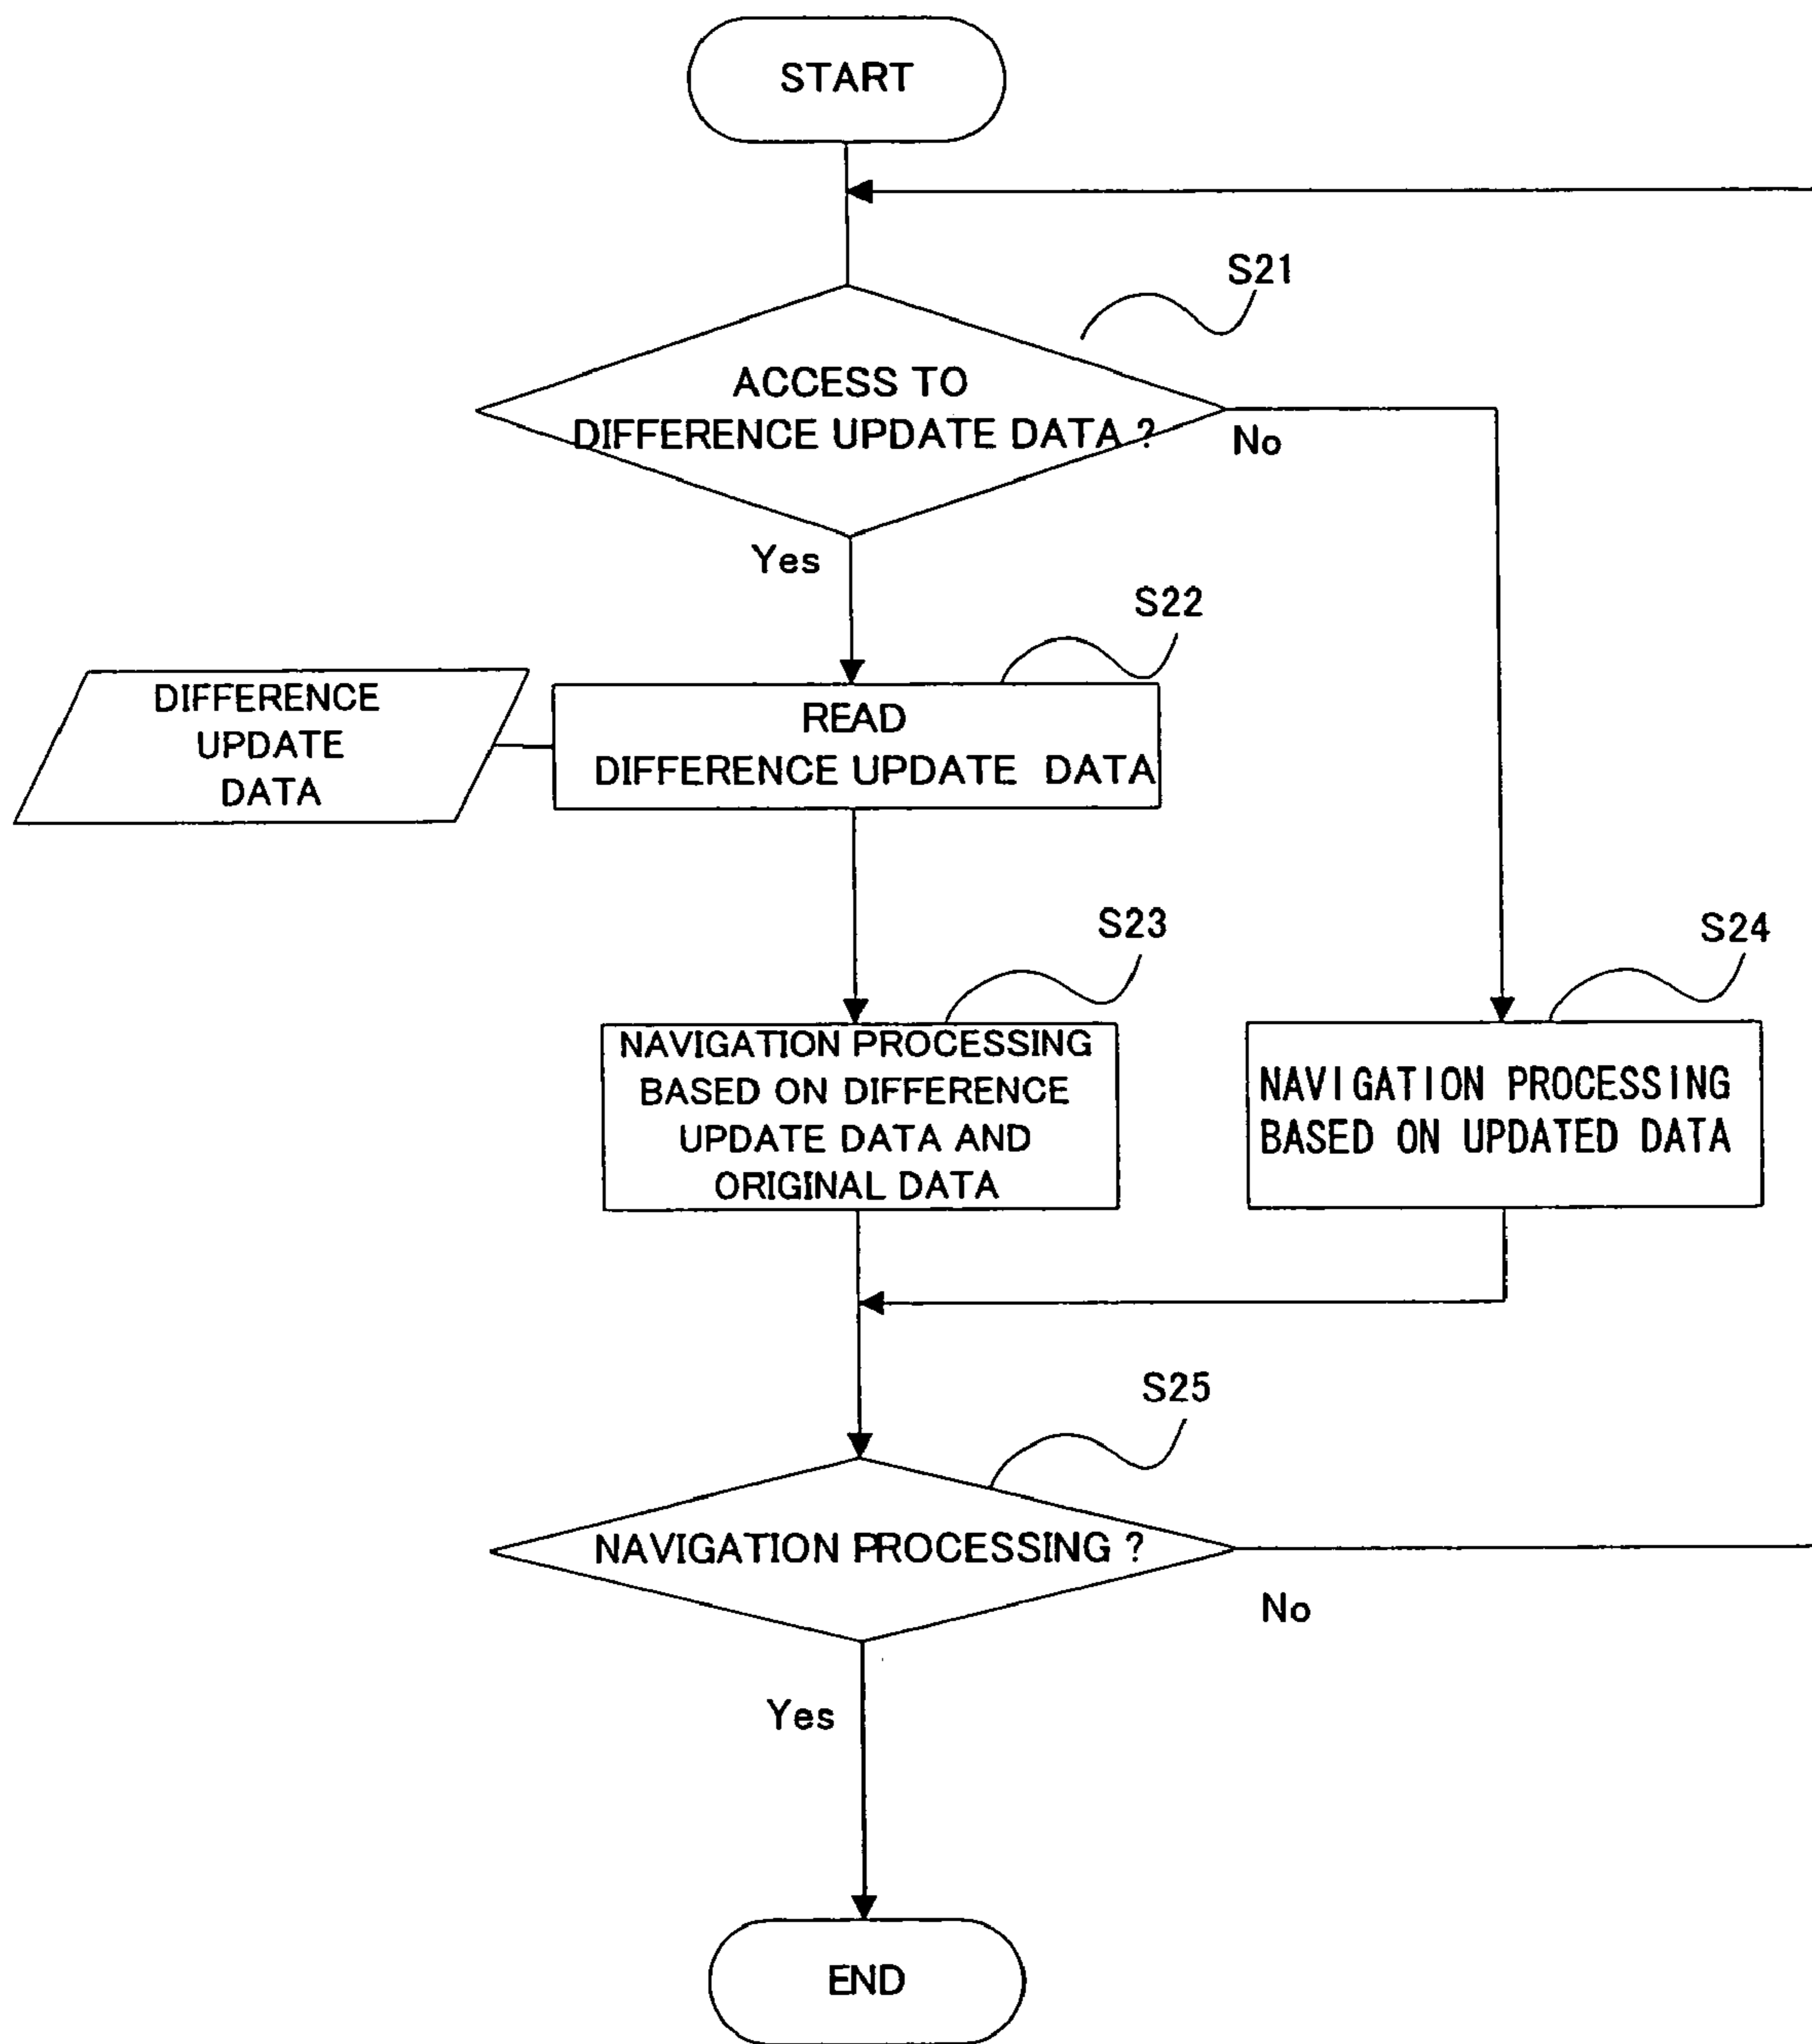 START
S21
ACCESS TO
DIFFERENCE UPDATE DATA ?
No
Yes
S22
DIFFERENCE
UPDATE
DATA
READ
DIFFERENCE UPDATE DATA
S23
S24
NAVIGATION PROCESSING
BASED ON DIFFERENCE
UPDATE DATA AND
ORIGINAL DATA
NAVIGATION PROCESSING
BASED ON UPDATED DATA
S25
NAVIGATION PROCESSING ?
No
Yes
END